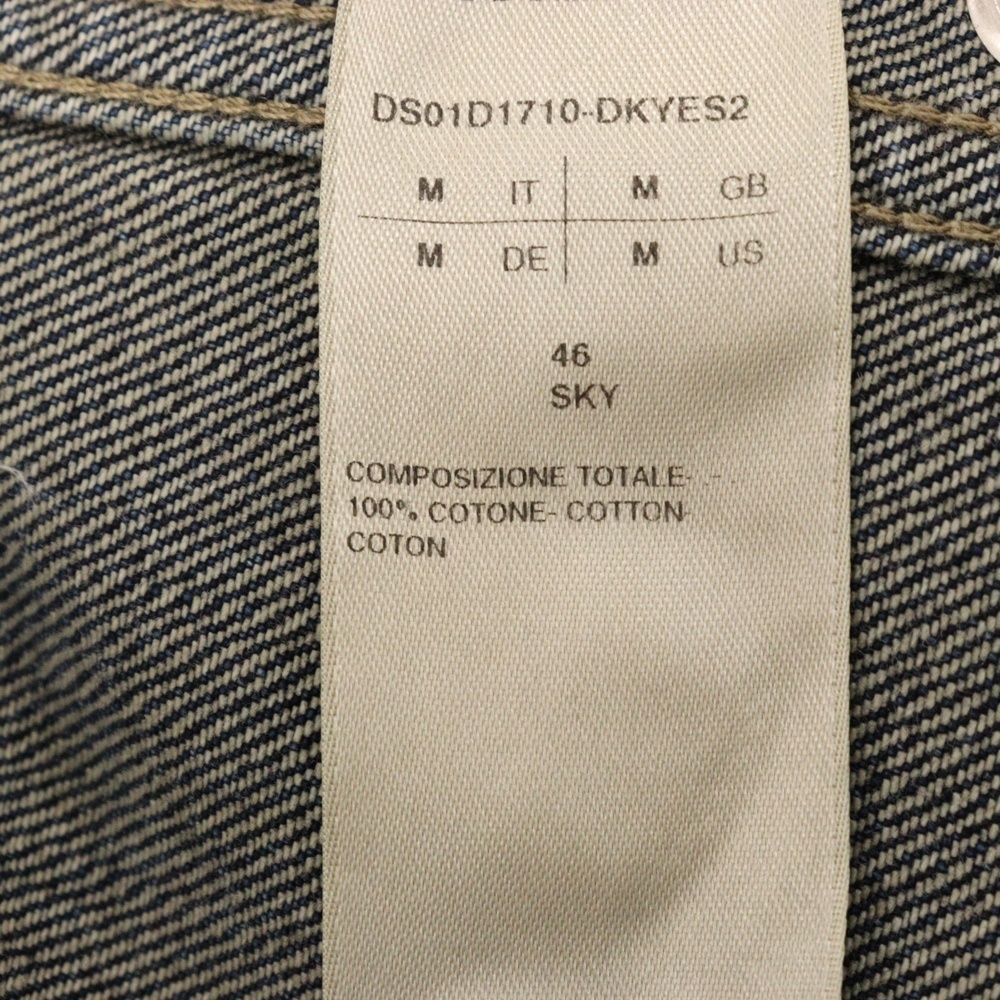 DS01D1710-DKYES2
M IT M GB
M DE M US
46
SKY
COMPOSIZIONE TOTALE-
100% COTONE- COTTON-
COTON